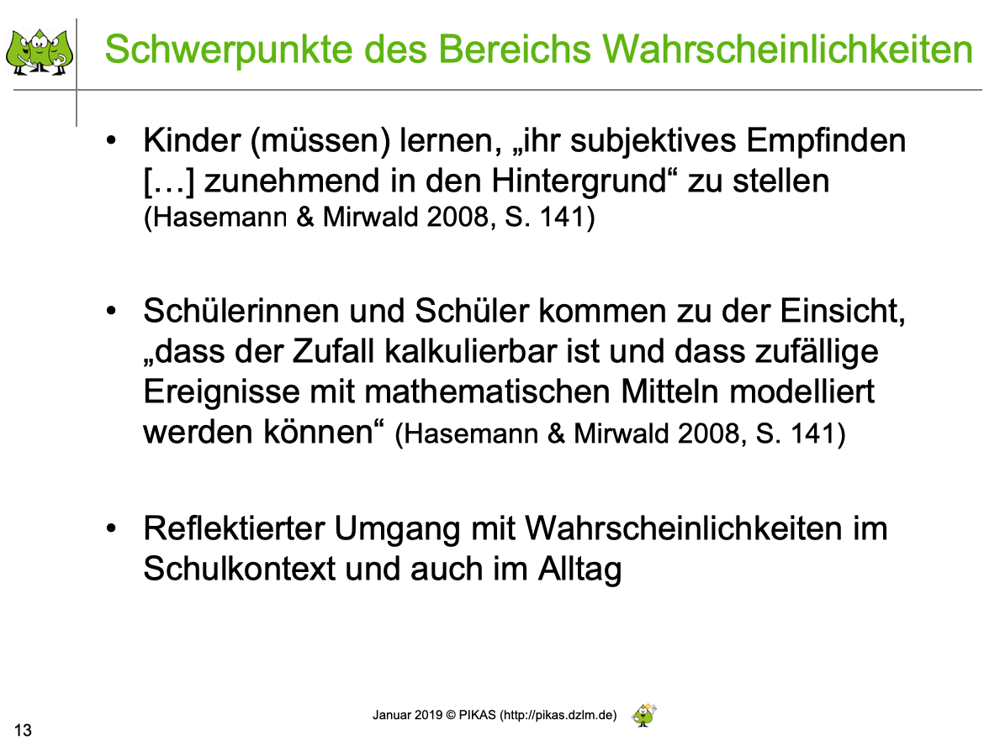 Schwerpunkte des Bereichs Wahrscheinlichkeiten
• Kinder (müssen) lernen, „ihr subjektives Empfinden
[…] zunehmend in den Hintergrund“ zu stellen
(Hasemann & Mirwald 2008, S. 141)
• Schülerinnen und Schüler kommen zu der Einsicht,
„dass der Zufall kalkulierbar ist und dass zufällige
Ereignisse mit mathematischen Mitteln modelliert
werden können“ (Hasemann & Mirwald 2008, S. 141)
• Reflektierter Umgang mit Wahrscheinlichkeiten im
Schulkontext und auch im Alltag
Januar 2019 © PIKAS (http://pikas.dzlm.de)
13